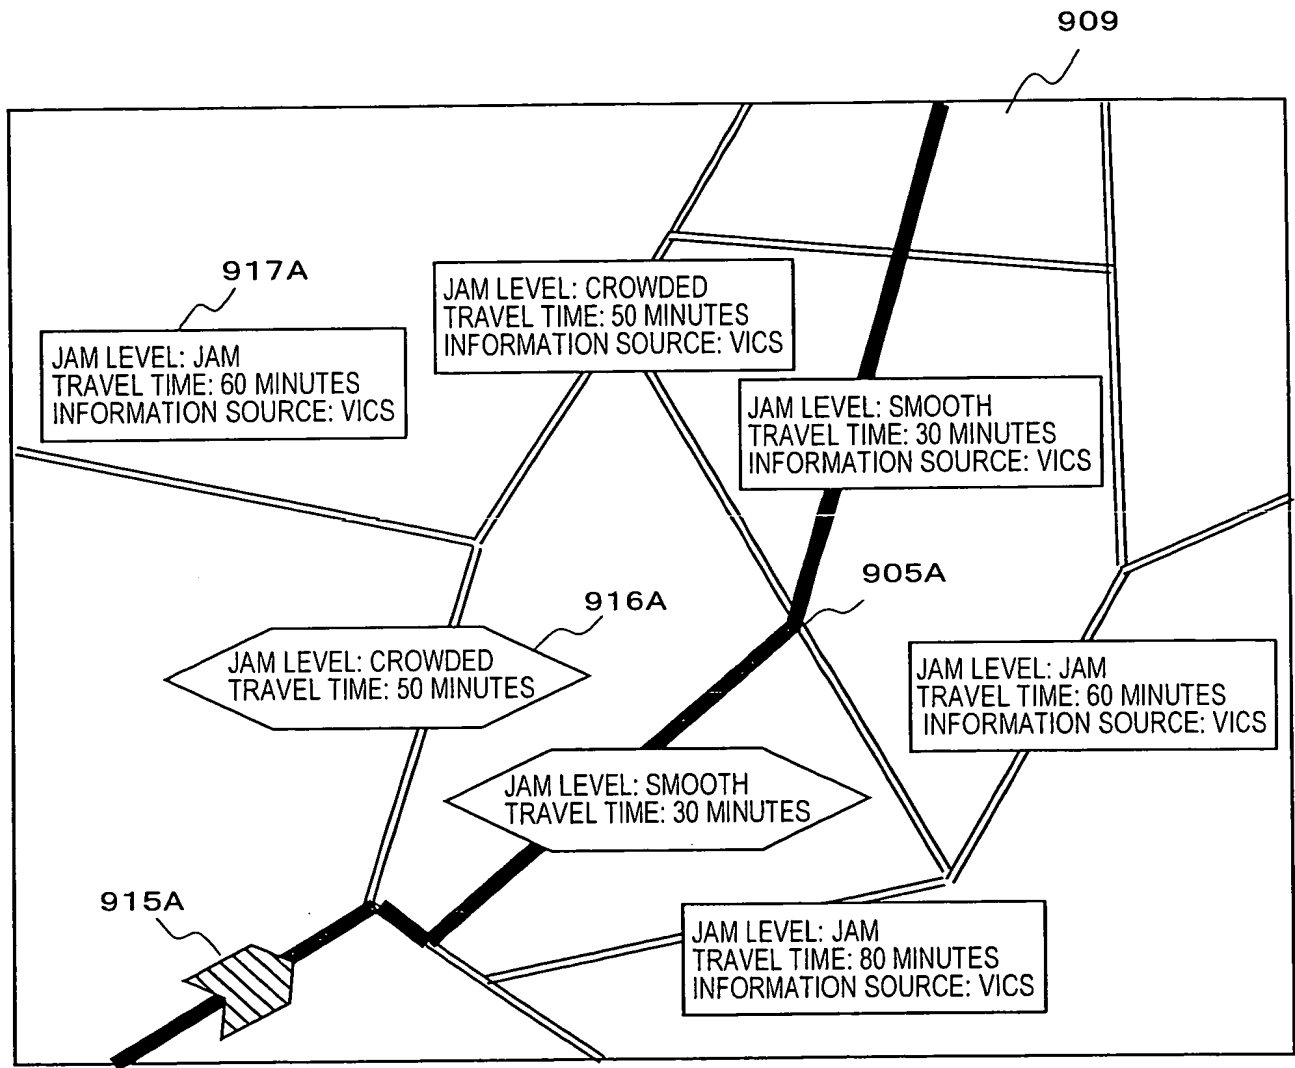 909
917A
JAM LEVEL: CROWDED
TRAVEL TIME: 50 MINUTES
INFORMATION SOURCE: VICS
JAM LEVEL: JAM
TRAVEL TIME: 60 MINUTES
INFORMATION SOURCE: VICS
JAM LEVEL: SMOOTH
TRAVEL TIME: 30 MINUTES
INFORMATION SOURCE: VICS
905A
916A
JAM LEVEL: CROWDED
TRAVEL TIME: 50 MINUTES
JAM LEVEL: JAM
TRAVEL TIME: 60 MINUTES
INFORMATION SOURCE: VICS
JAM LEVEL: SMOOTH
TRAVEL TIME: 30 MINUTES
915A
JAM LEVEL: JAM
TRAVEL TIME: 80 MINUTES
INFORMATION SOURCE: VICS